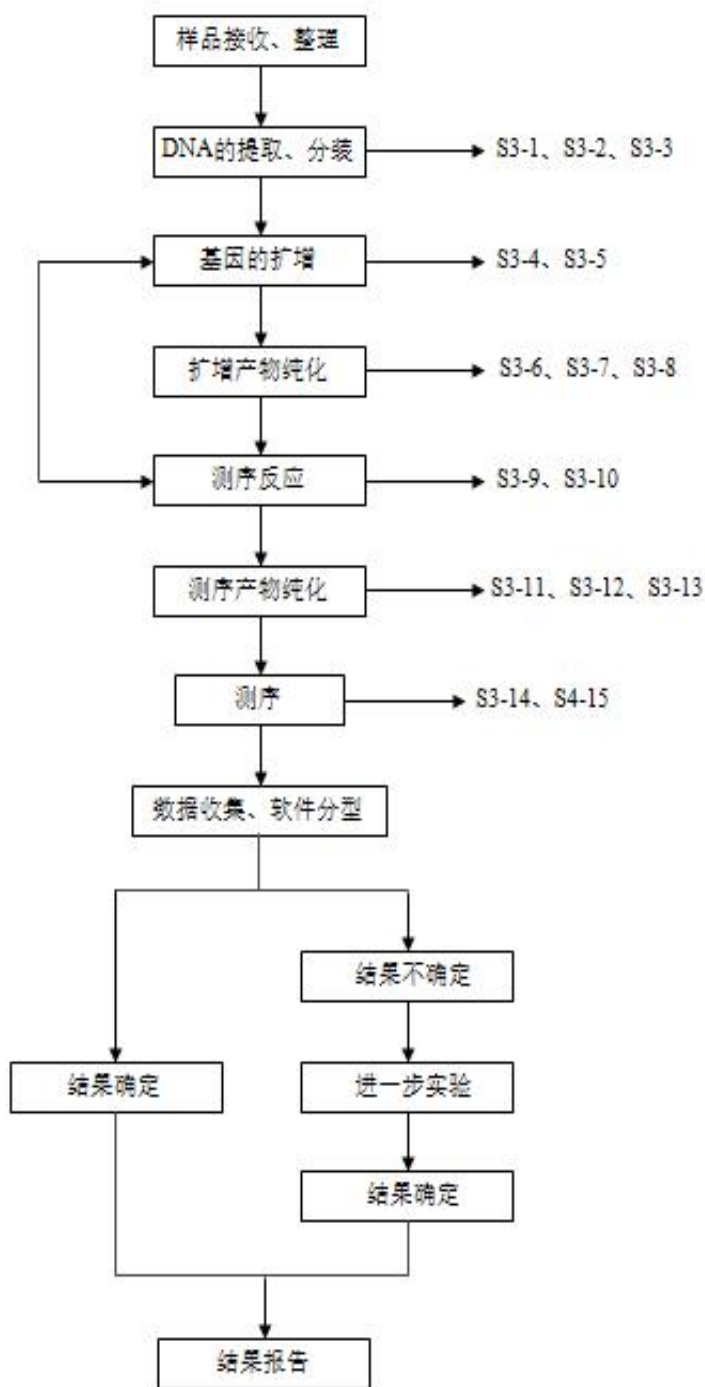 样品接收、整理
DNA的提取、分装 S3-1、S3-2、S3-3
基因的扩增 S3-4、S3-5
扩增产物纯化 S3-6、S3-7、S3-8
测序反应 S3-9、S3-10
测序产物纯化 S3-11、S3-12、S3-13
测序 S3-14、S4-15
数据收集、软件分型
结果不确定
结果确定 进一步实验
结果确定
结果报告